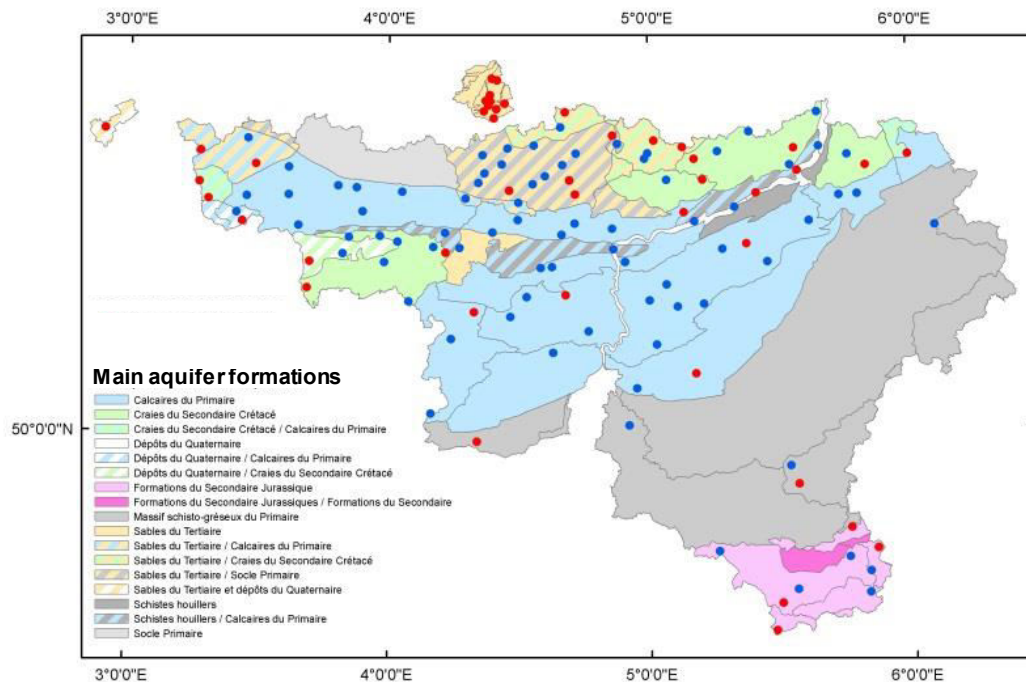 3°0'0"E 4°0'0"E 5°0'0"E 6°0'0"E
50°0'0"N
Main aquifer formations
Calcaires du Primaire
Craies du Secondaire Crétacé
Craies du Secondaire Crétacé / Calcaires du Primaire
Dépôts du Quaternaire
Dépôts du Quaternaire / Calcaires du Primaire
Dépôts du Quaternaire / Craies du Secondaire Crétacé
Formations du Secondaire Jurassique
Formations du Secondaire Jurassiques / Formations du Secondaire
Massif schisto-gréseux du Primaire
Sables du Tertiaire
Sables du Tertiaire / Calcaires du Primaire
Sables du Tertiaire / Craies du Secondaire Crétacé
Sables du Tertiaire / Socle Primaire
Sables du Tertiaire et dépôts du Quaternaire
Schistes houillers
Schistes houillers / Calcaires du Primaire
Socle Primaire
3°0'0"E 4°0'0"E 5°0'0"E 6°0'0"E